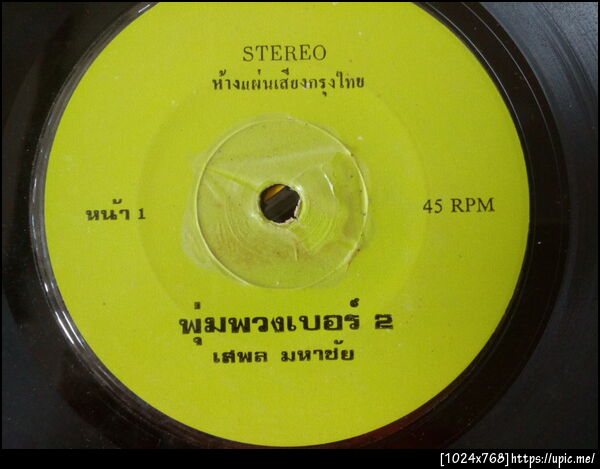 STEREO
ห้างแผ่นเสียงกรุงไทย
หน้า 1
45 RPM
พุ่มพวงเบอร์ 2
เสพล มหาชัย
[1024x768]https://upic.me/